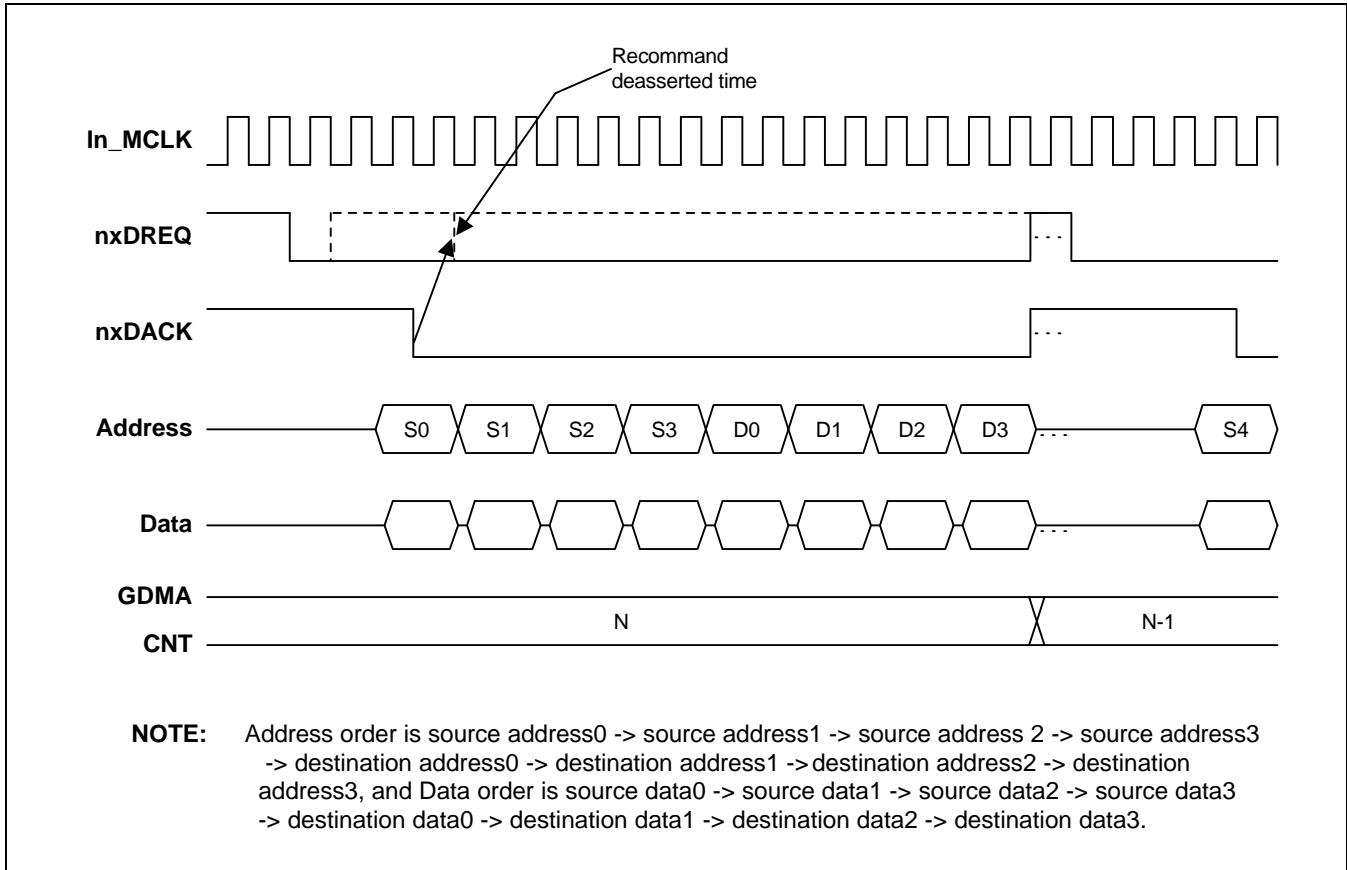 Recommand
deasserted time
In_MCLK
nxDREQ
. . .
nxDACK
. . .
Address
S0 S1 S2 S3 D0 D1 D2 D3 . . . S4
Data
. . .
GDMA
CNT
N N-1
NOTE: Address order is source address0 -> source address1 -> source address 2 -> source address3
-> destination address0 -> destination address1 -> destination address2 -> destination
address3, and Data order is source data0 -> source data1 -> source data2 -> source data3
-> destination data0 -> destination data1 -> destination data2 -> destination data3.